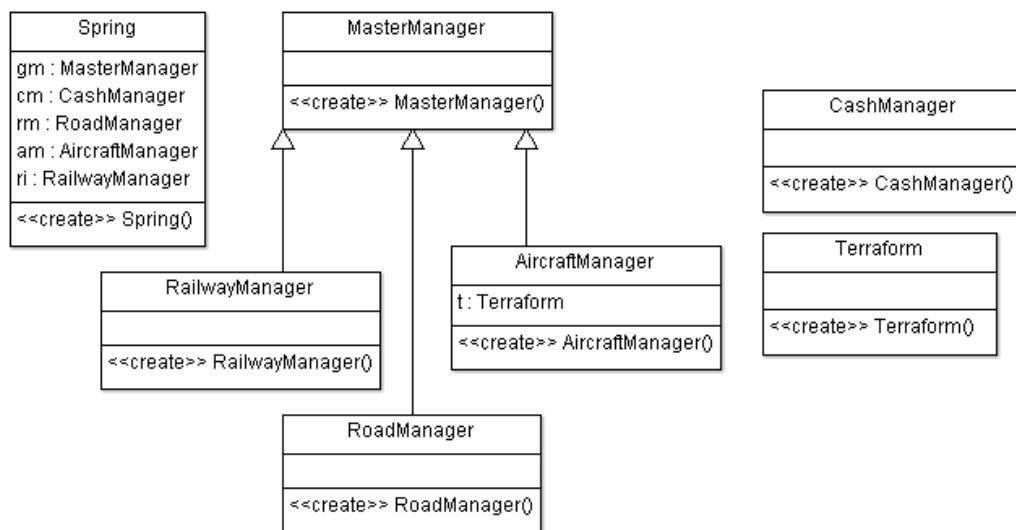 Spring
gm : MasterManager
cm : CashManager
rm : RoadManager
am : AircraftManager
ri : RailwayManager
<<create>> Spring()
MasterManager
<<create>> MasterManager()
CashManager
<<create>> CashManager()
RailwayManager
<<create>> RailwayManager()
AircraftManager
t : Terraform
<<create>> AircraftManager()
Terraform
<<create>> Terraform()
RoadManager
<<create>> RoadManager()